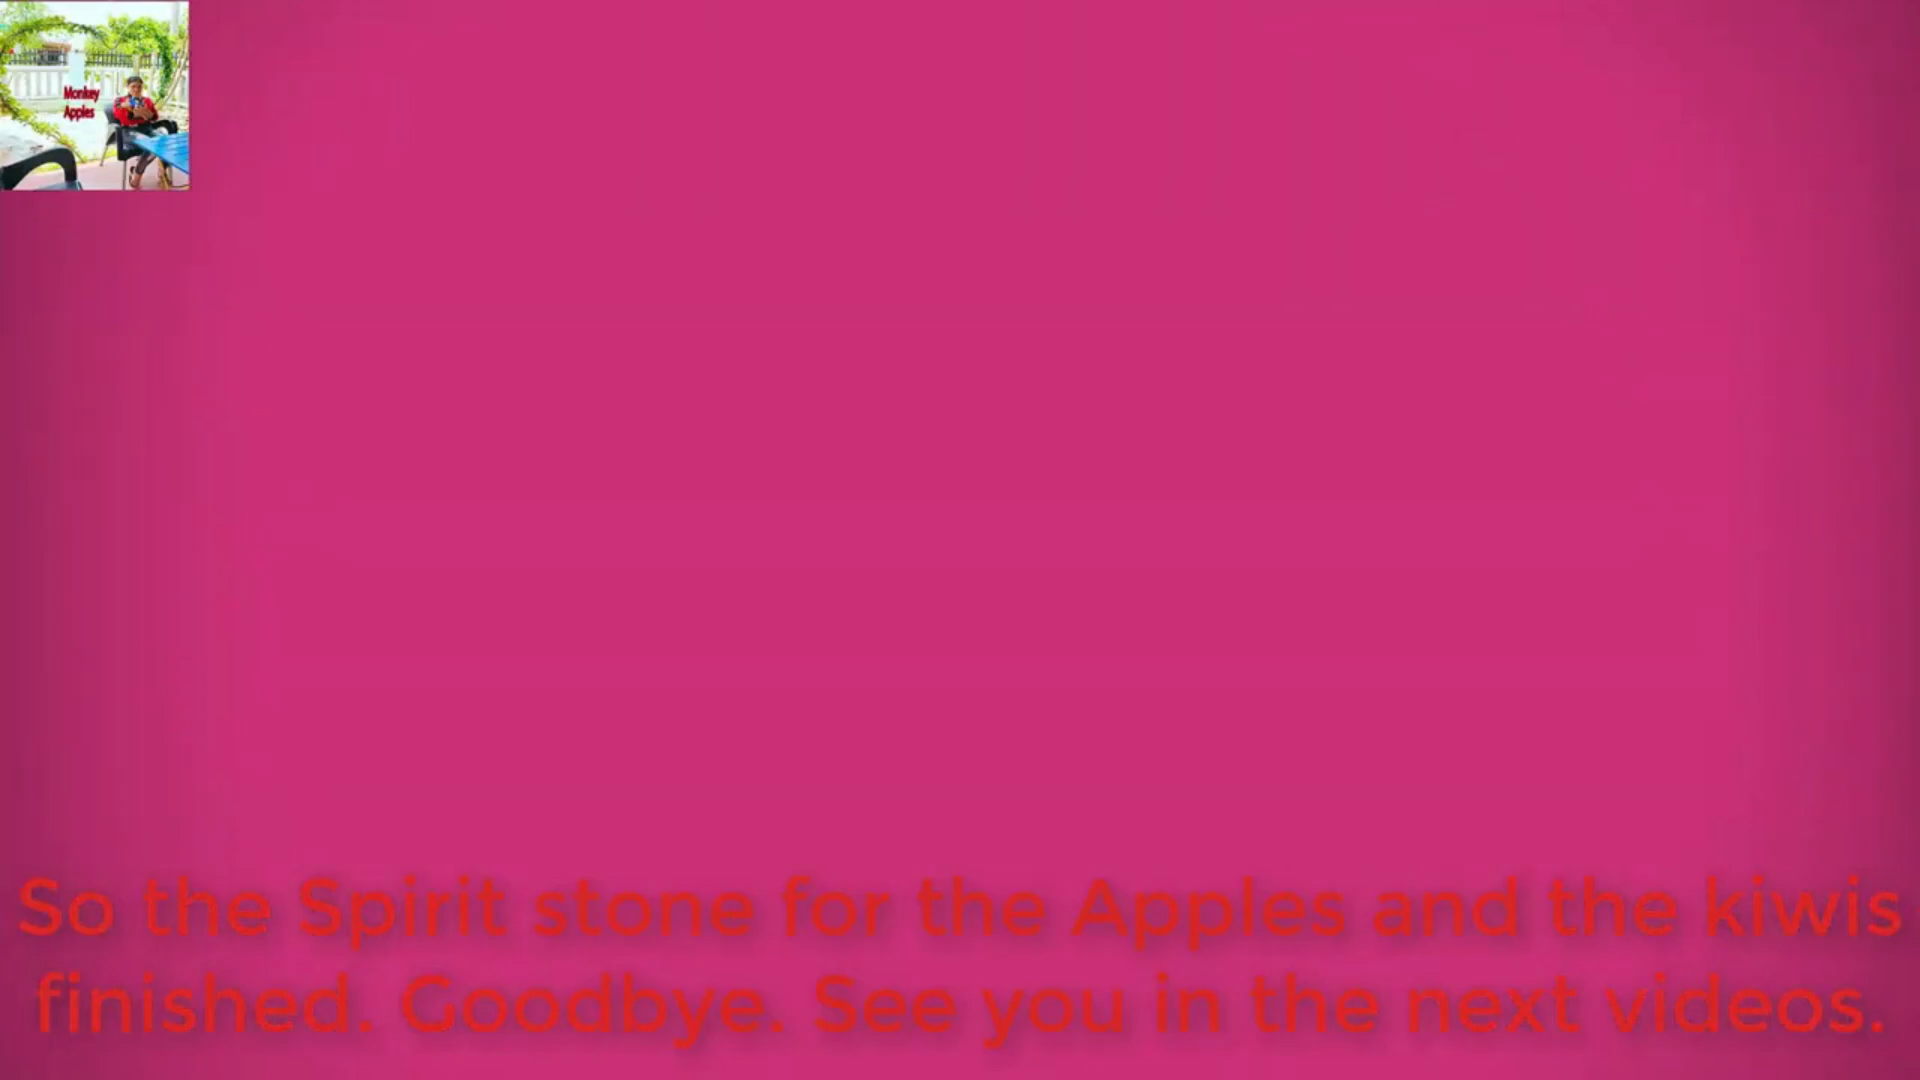 Monkey
Apples
So the Spirit stone for the Apples and the kiwis
finished. Goodbye. See you in the next videos.